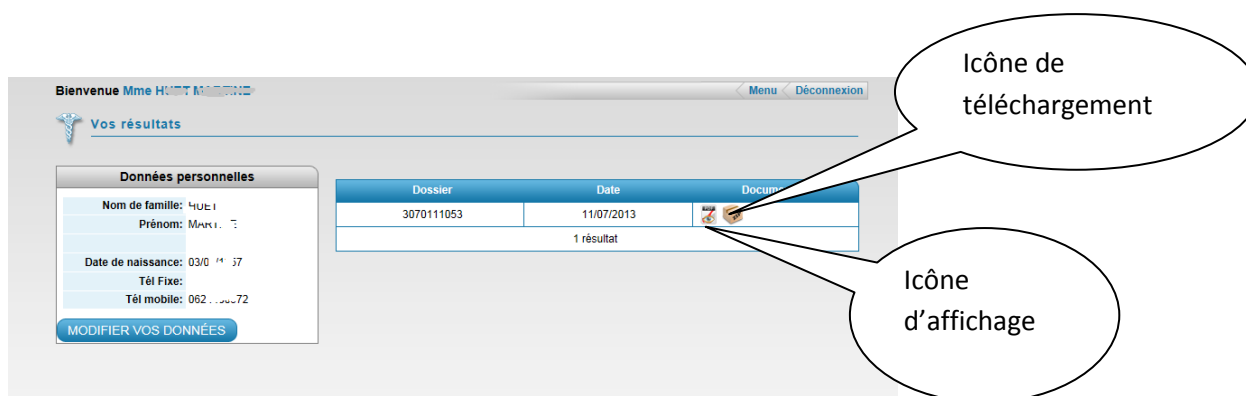 Icône de
téléchargement
Bienvenue Mme
Menu Déconnexion
Vos résultats
Données personnelles
Nom de famille:
Prénom:
Date de naissance:
Tél Fixe:
Tél mobile:
MODIFIER VOS DONNÉES
Dossier Date
3070111053 11/07/2013
1 résultat
Icône
d’affichage